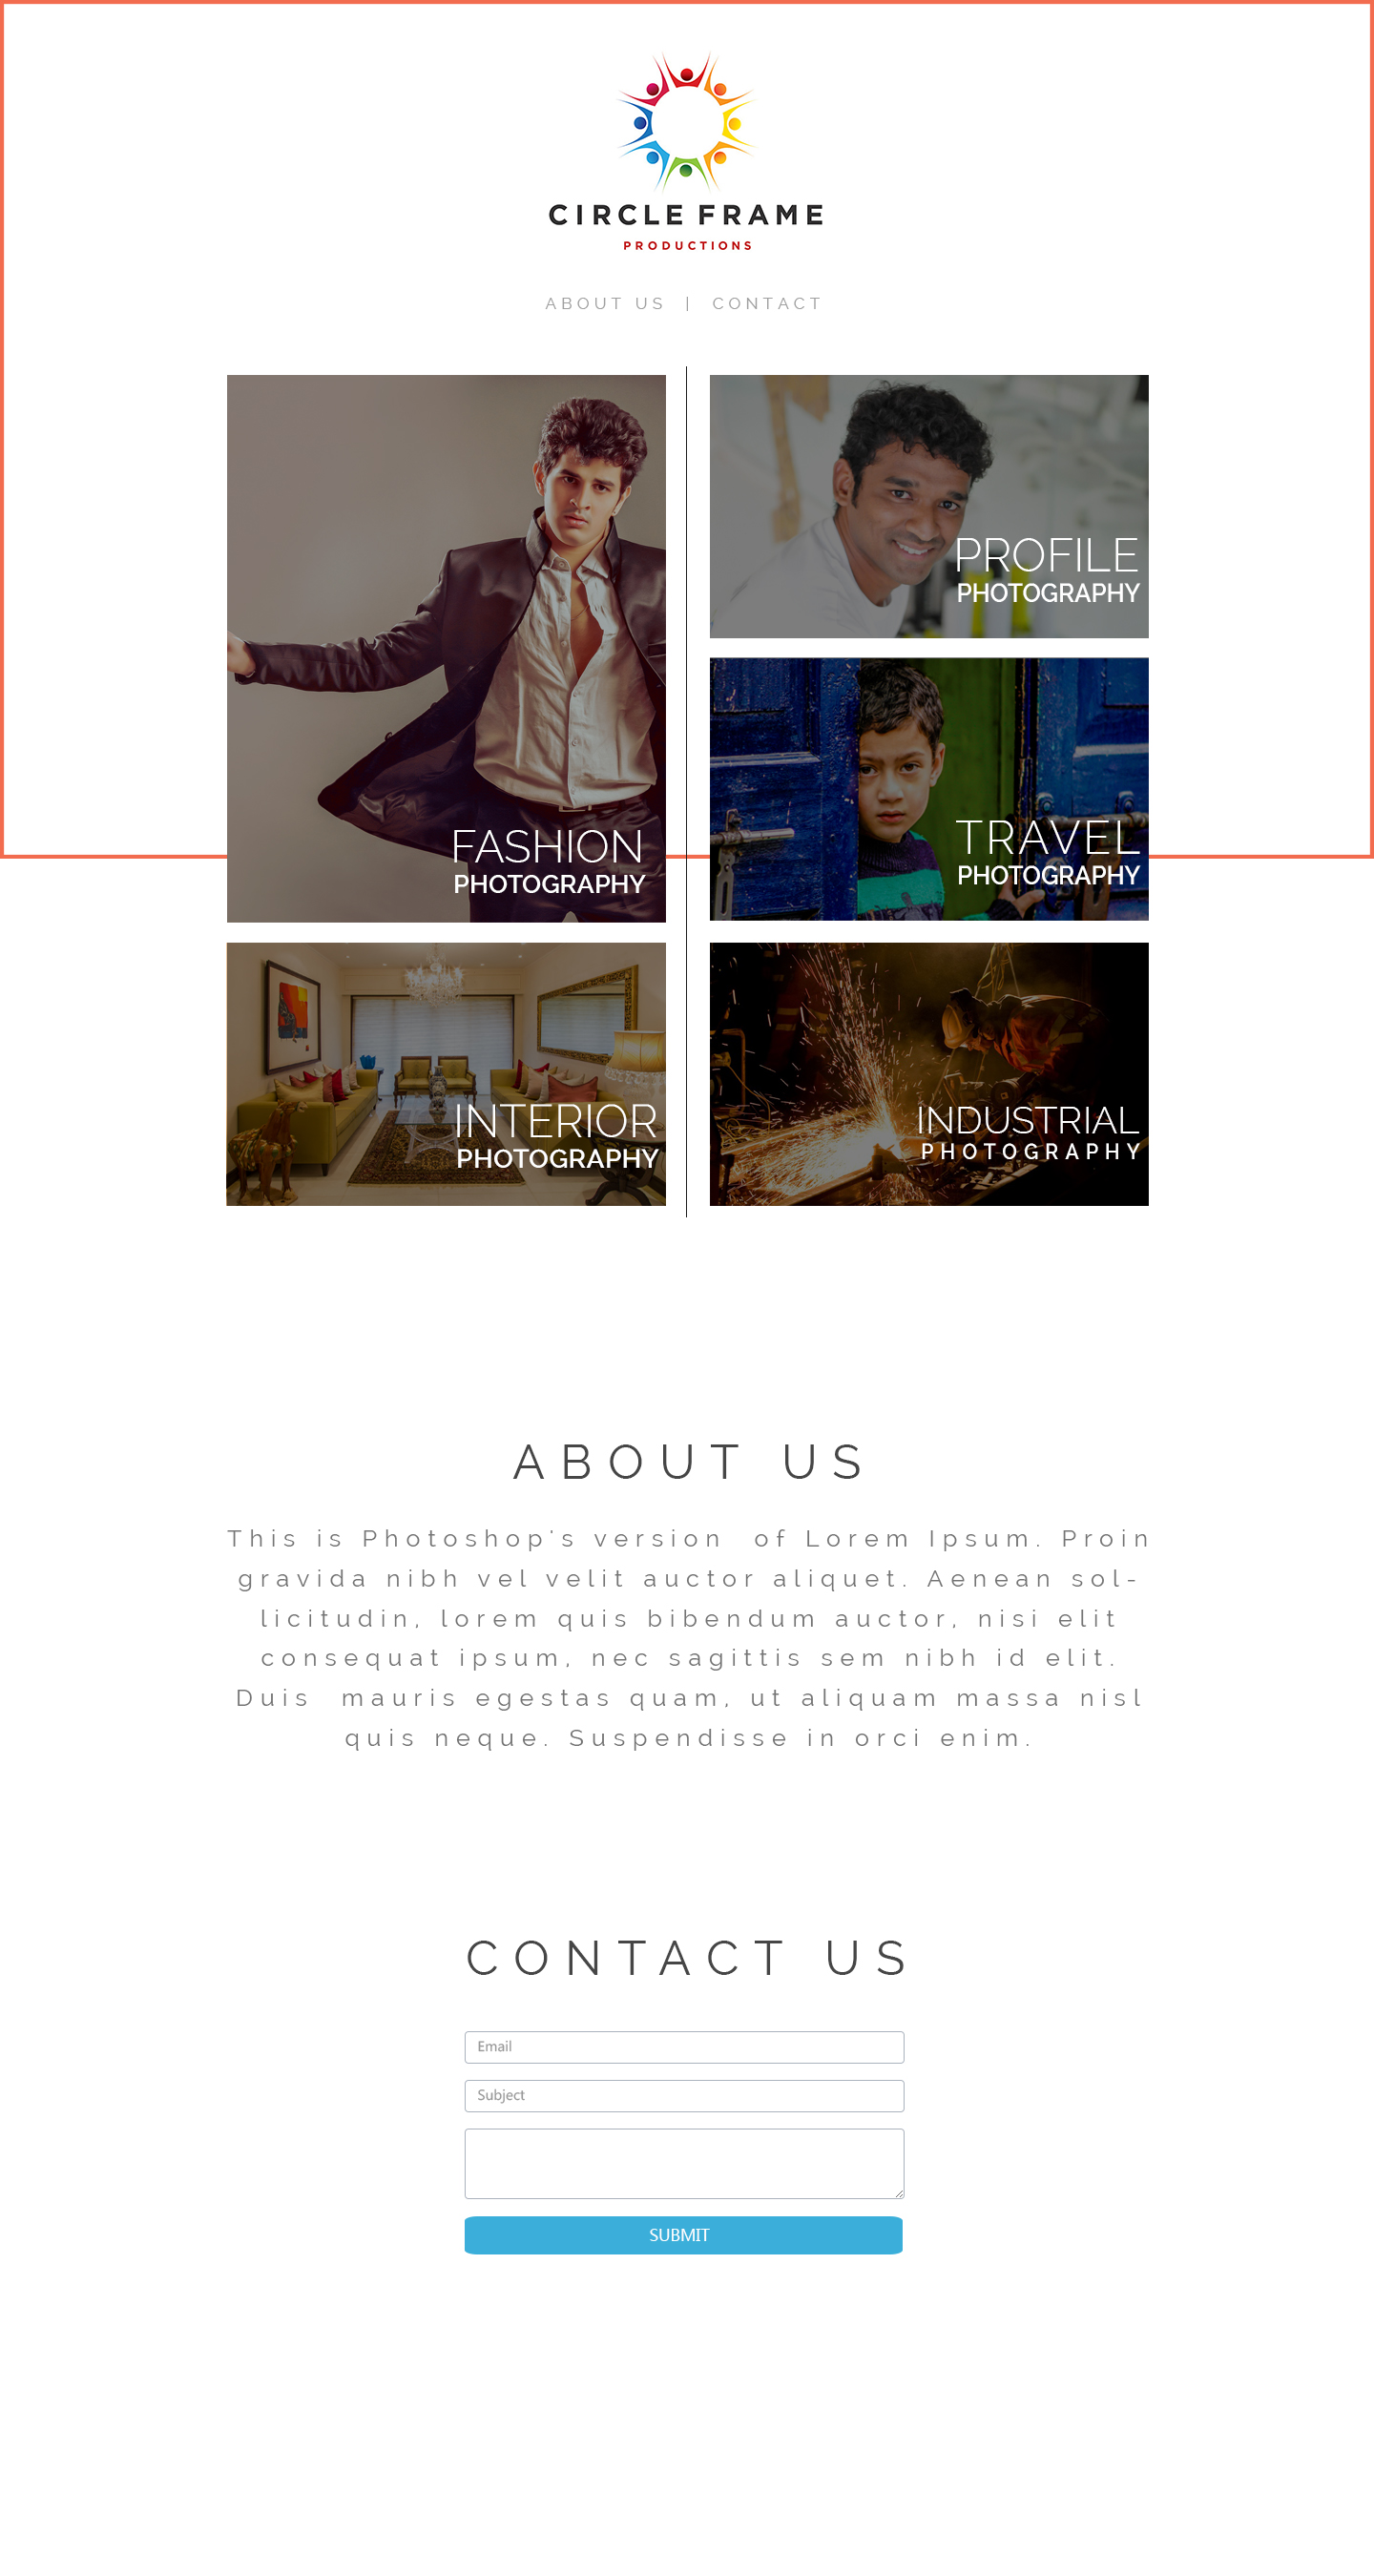 CIRCLE FRAME
PRODUCTIONS
ABOUT US | CONTACT
FASHION
PHOTOGRAPHY
PROFILE
PHOTOGRAPHY
TRAVEL
PHOTOGRAPHY
INTERIOR
PHOTOGRAPHY
INDUSTRIAL
PHOTOGRAPHY
ABOUT US
This is Photoshop's version of Lorem Ipsum. Proin
gravida nibh vel velit auctor aliquet. Aenean sol-
licitudin, lorem quis bibendum auctor, nisi elit
consequat ipsum, nec sagittis sem nibh id elit.
Duis mauris egestas quam, ut aliquam massa nisl
quis neque. Suspendisse in orci enim.
CONTACT US
Email
Subject
SUBMIT